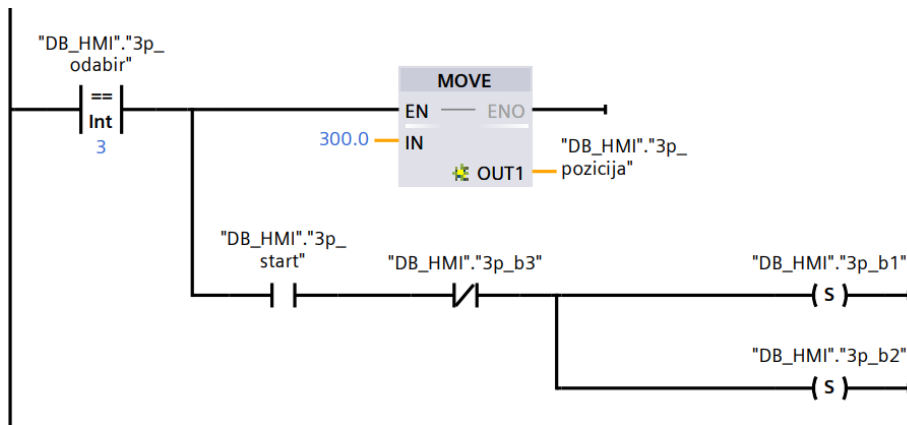 "DB_HMI"."3p_
odabir"
==
Int
3
MOVE
EN
ENO
300.0
IN
OUT1
"DB_HMI"."3p_
pozicija"
"DB_HMI"."3p_
start"
"DB_HMI"."3p_b3"
"DB_HMI"."3p_b1"
S
"DB_HMI"."3p_b2"
S